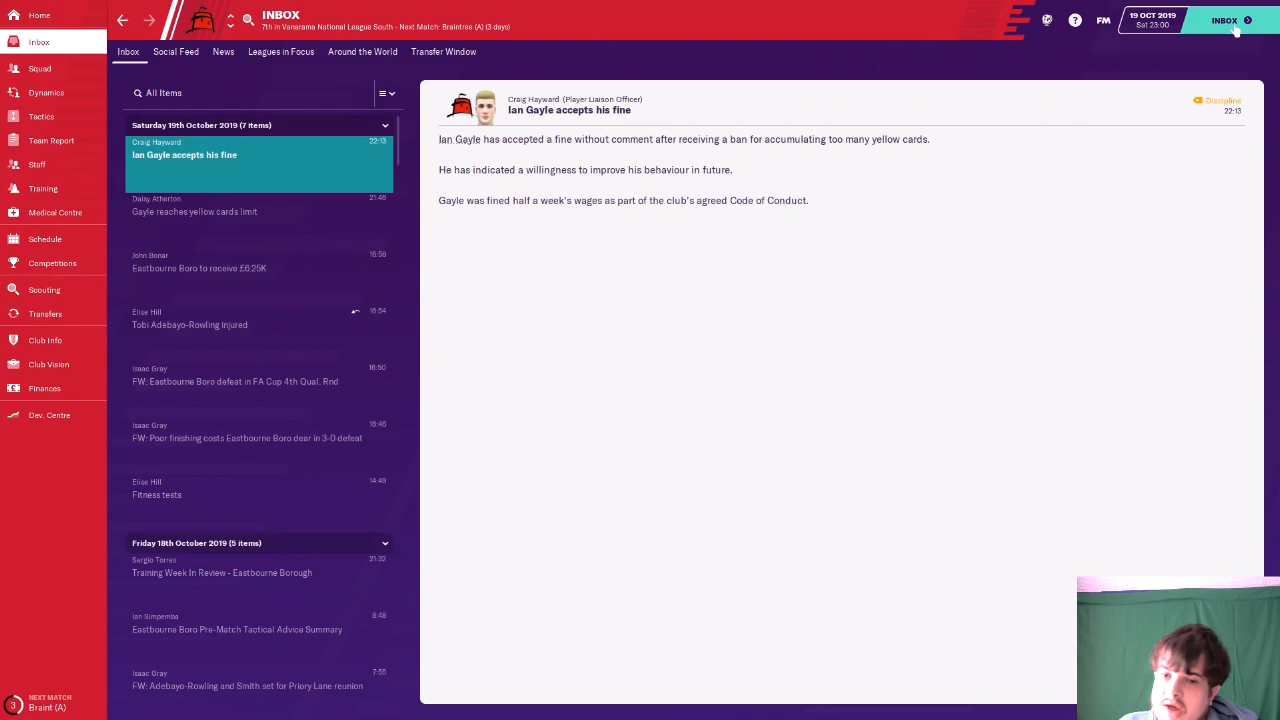 Home
Inbox
Squad
Dynamics
Tactics
Team Report
Staff
Training
Medical Centre
Schedule
Competitions
Scouting
Transfers
Club Info
Club Vision
Finances
Dev. Centre
3
NEXT MATCH
Braint (A)
INBOX
7th in Vanarama National League South - Next Match: Braintree (A) (3 days)
?
FM
19 OCT 2019
Sat 23:00
INBOX
Inbox
Social Feed
News
Leagues in Focus
Around the World
Transfer Window
All Items
Saturday 19th October 2019 (7 items)
Craig Hayward 22:13
Ian Gayle accepts his fine
Daisy Atherton 21:46
Gayle reaches yellow cards limit
John Bonar 16:58
Eastbourne Boro to receive £6.25K
Elise Hill 16:54
Tobi Adebayo-Rowling injured
Isaac Gray 16:50
FW: Eastbourne Boro defeat in FA Cup 4th Qual. Rnd
Isaac Gray 16:46
FW: Poor finishing costs Eastbourne Boro dear in 3-0 defeat
Elise Hill 14:49
Fitness tests
Friday 18th October 2019 (5 items)
Sergio Torres 21:32
Training Week In Review - Eastbourne Borough
Ian Simpemba 8:48
Eastbourne Boro Pre-Match Tactical Advice Summary
Isaac Gray 7:55
FW: Adebayo-Rowling and Smith set for Priory Lane reunion
Craig Hayward (Player Liaison Officer)
Ian Gayle accepts his fine
Discipline
22:13
Ian Gayle has accepted a fine without comment after receiving a ban for accumulating too many yellow cards.
He has indicated a willingness to improve his behaviour in future.
Gayle was fined half a week's wages as part of the club's agreed Code of Conduct.